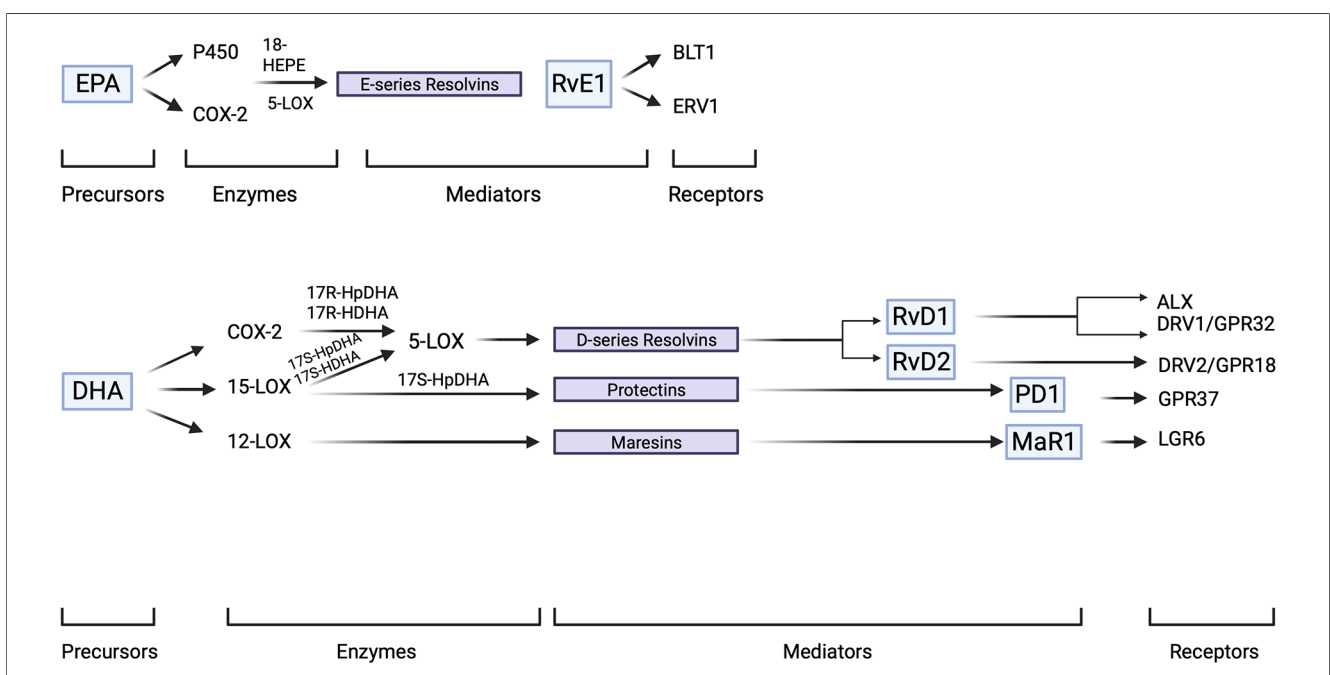 EPA
P450
COX-2
18-
HEPE
5-LOX
E-series Resolvins
RvE1
BLT1
ERV1
Precursors
Enzymes
Mediators
Receptors
DHA
COX-2
17R-HpDHA
17R-HDHA
15-LOX
17S-HpDHA
17S-HDHA
5-LOX
17S-HpDHA
12-LOX
D-series Resolvins
Protectins
Maresins
RvD1
RvD2
PD1
MaR1
ALX
DRV1/GPR32
DRV2/GPR18
GPR37
LGR6
Precursors
Enzymes
Mediators
Receptors